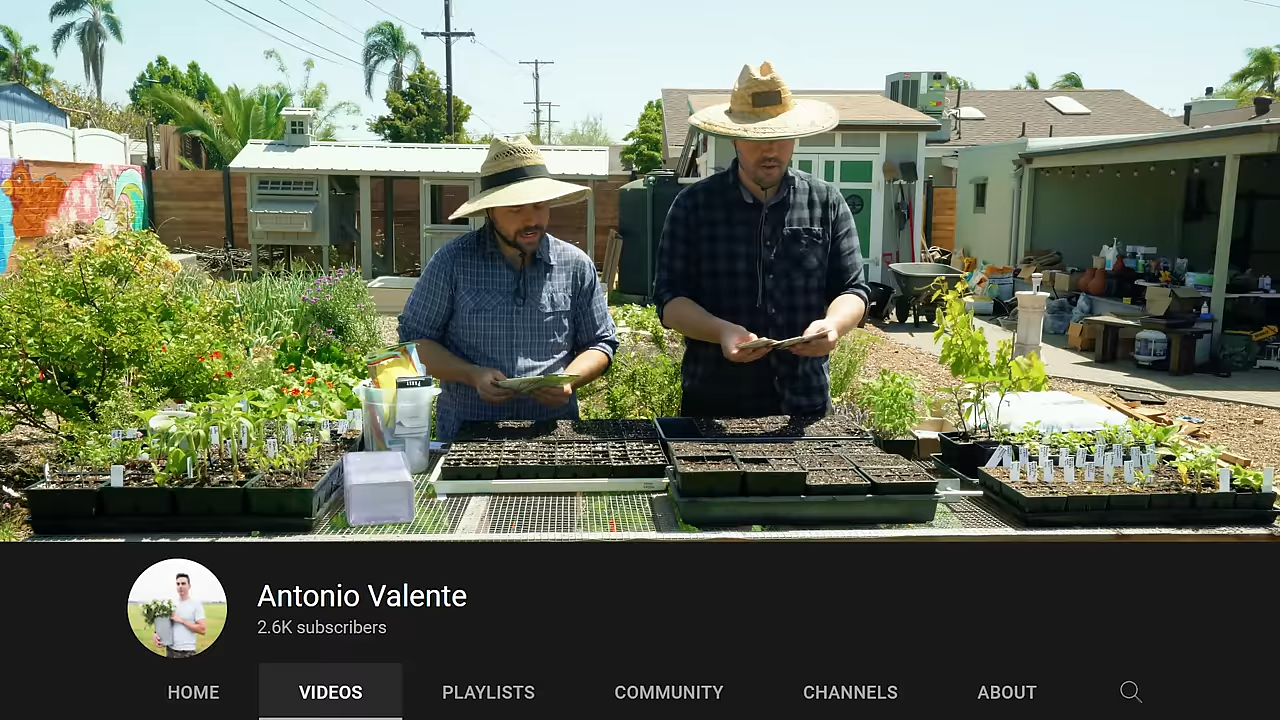 Antonio Valente
2.6K subscribers
HOME
VIDEOS
PLAYLISTS
COMMUNITY
CHANNELS
ABOUT